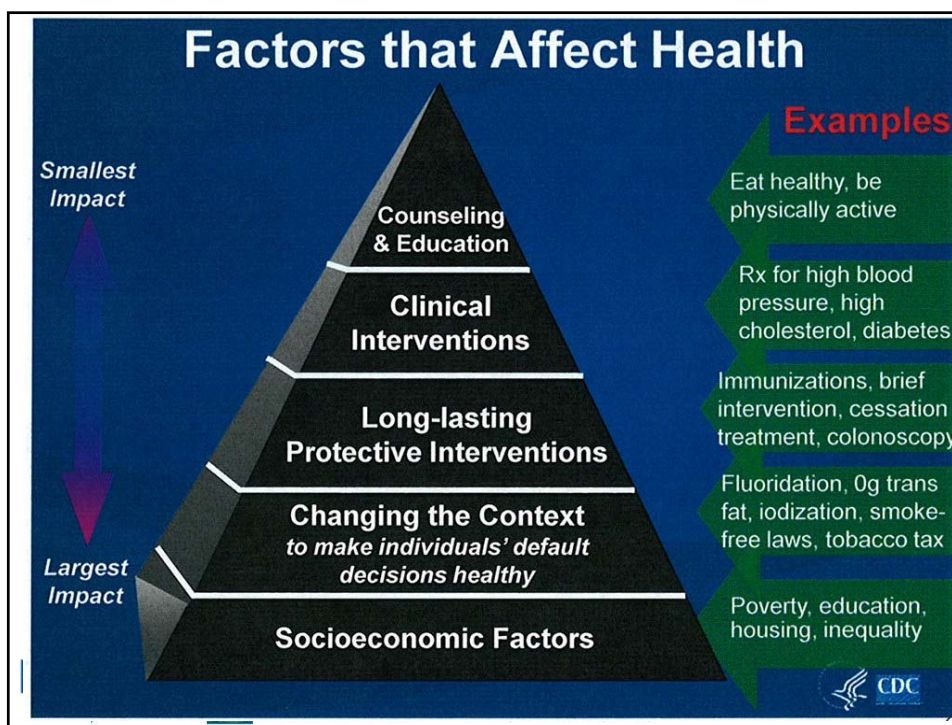 Factors that Affect Health
Examples
Smallest
Impact
Largest
Impact
Counseling
& Education
Clinical
Interventions
Long-lasting
Protective Interventions
Changing the Context
to make individuals' default
decisions healthy
Socioeconomic Factors
Eat healthy, be
physically active
Rx for high blood
pressure, high
cholesterol, diabetes
Immunizations, brief
intervention, cessation
treatment, colonoscopy
Fluoridation, 0g trans
fat, iodization, smoke-
free laws, tobacco tax
Poverty, education,
housing, inequality
CDC